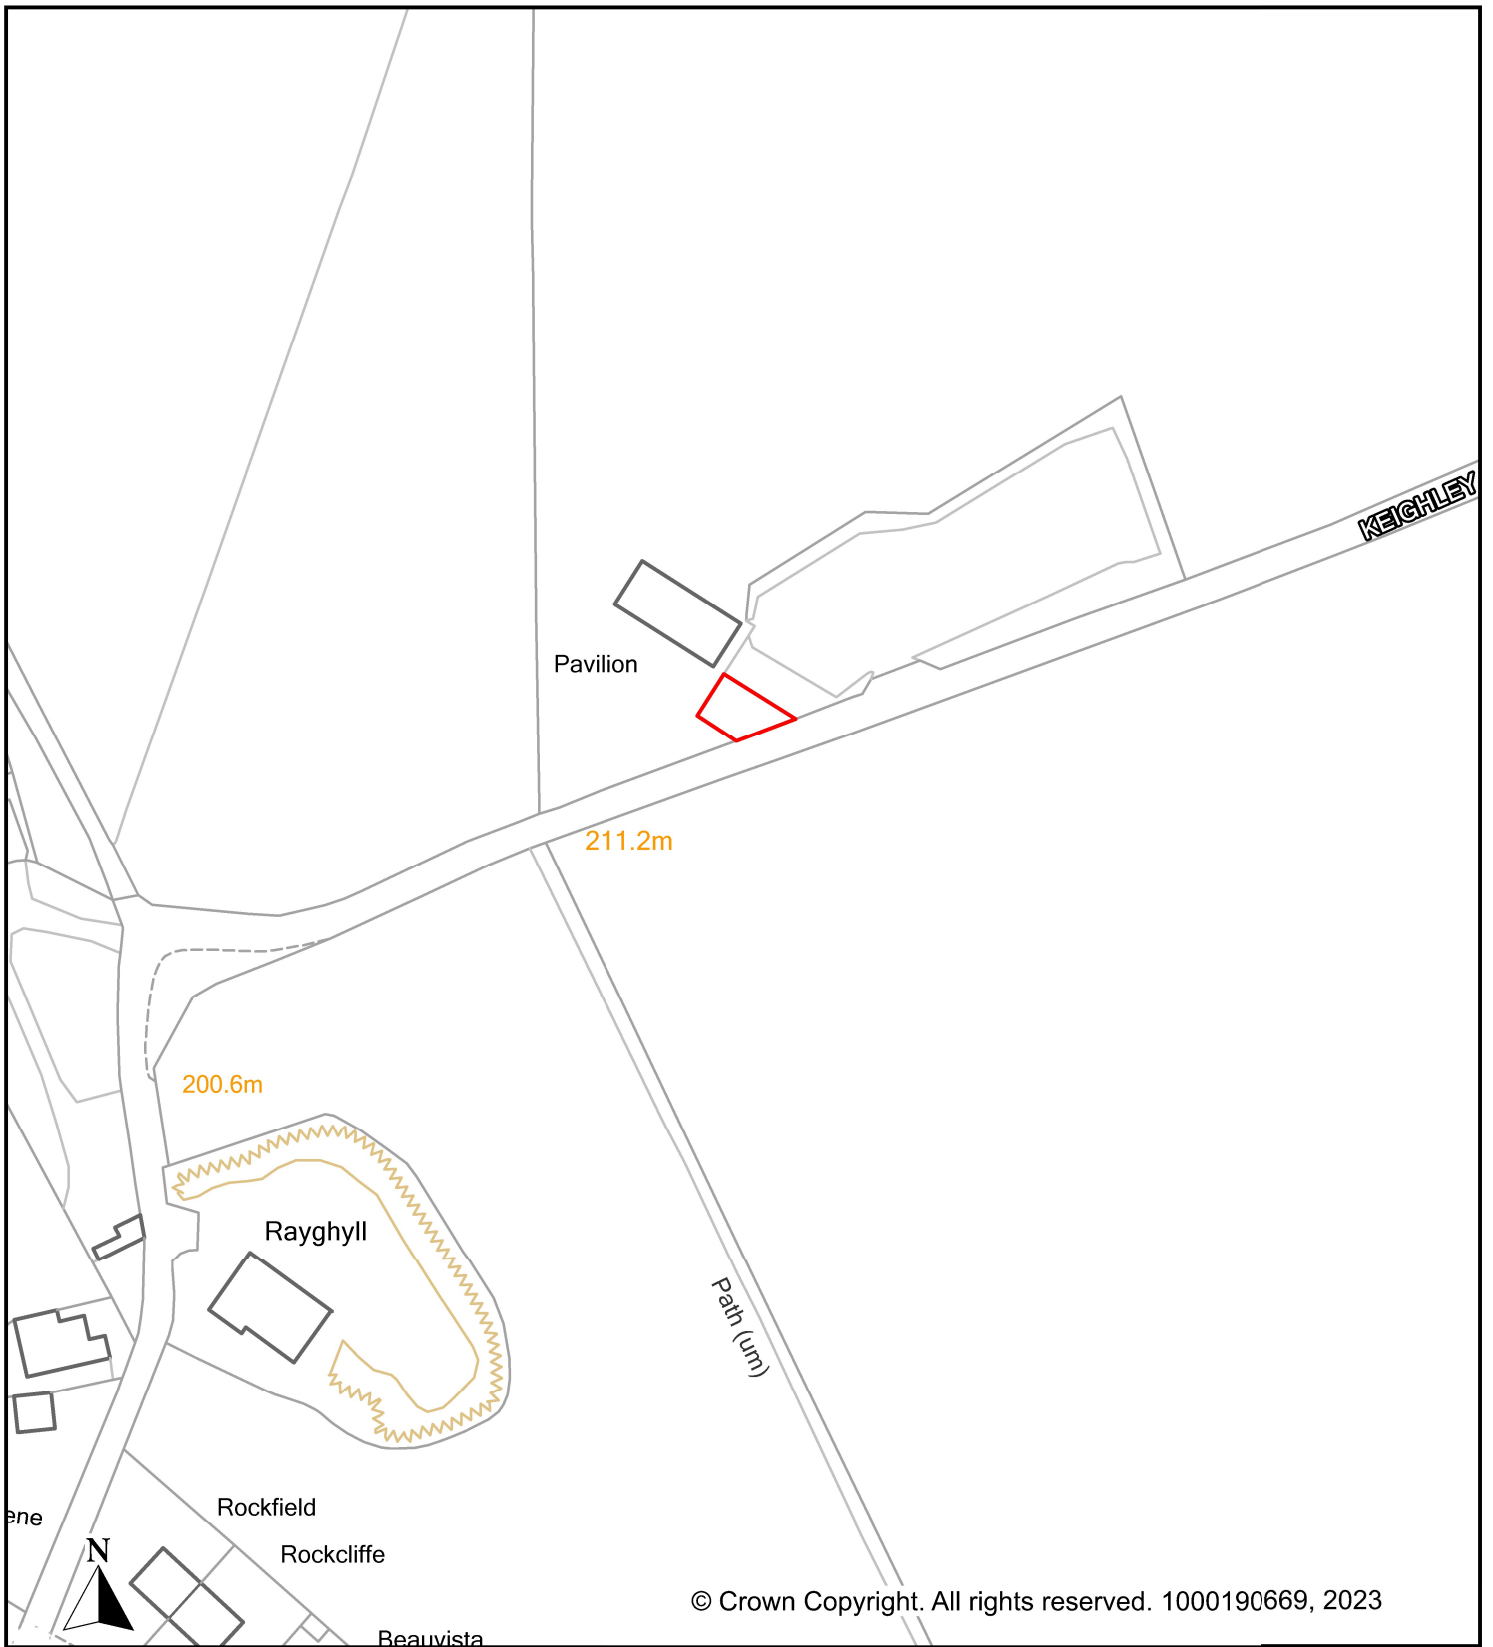 KEIGHLEY
Pavilion
211.2m
200.6m
Rayghyll
Path (um)
Rockfield
ene
N
Rockcliffe
© Crown Copyright. All rights reserved. 1000190669, 2023
Beauvista